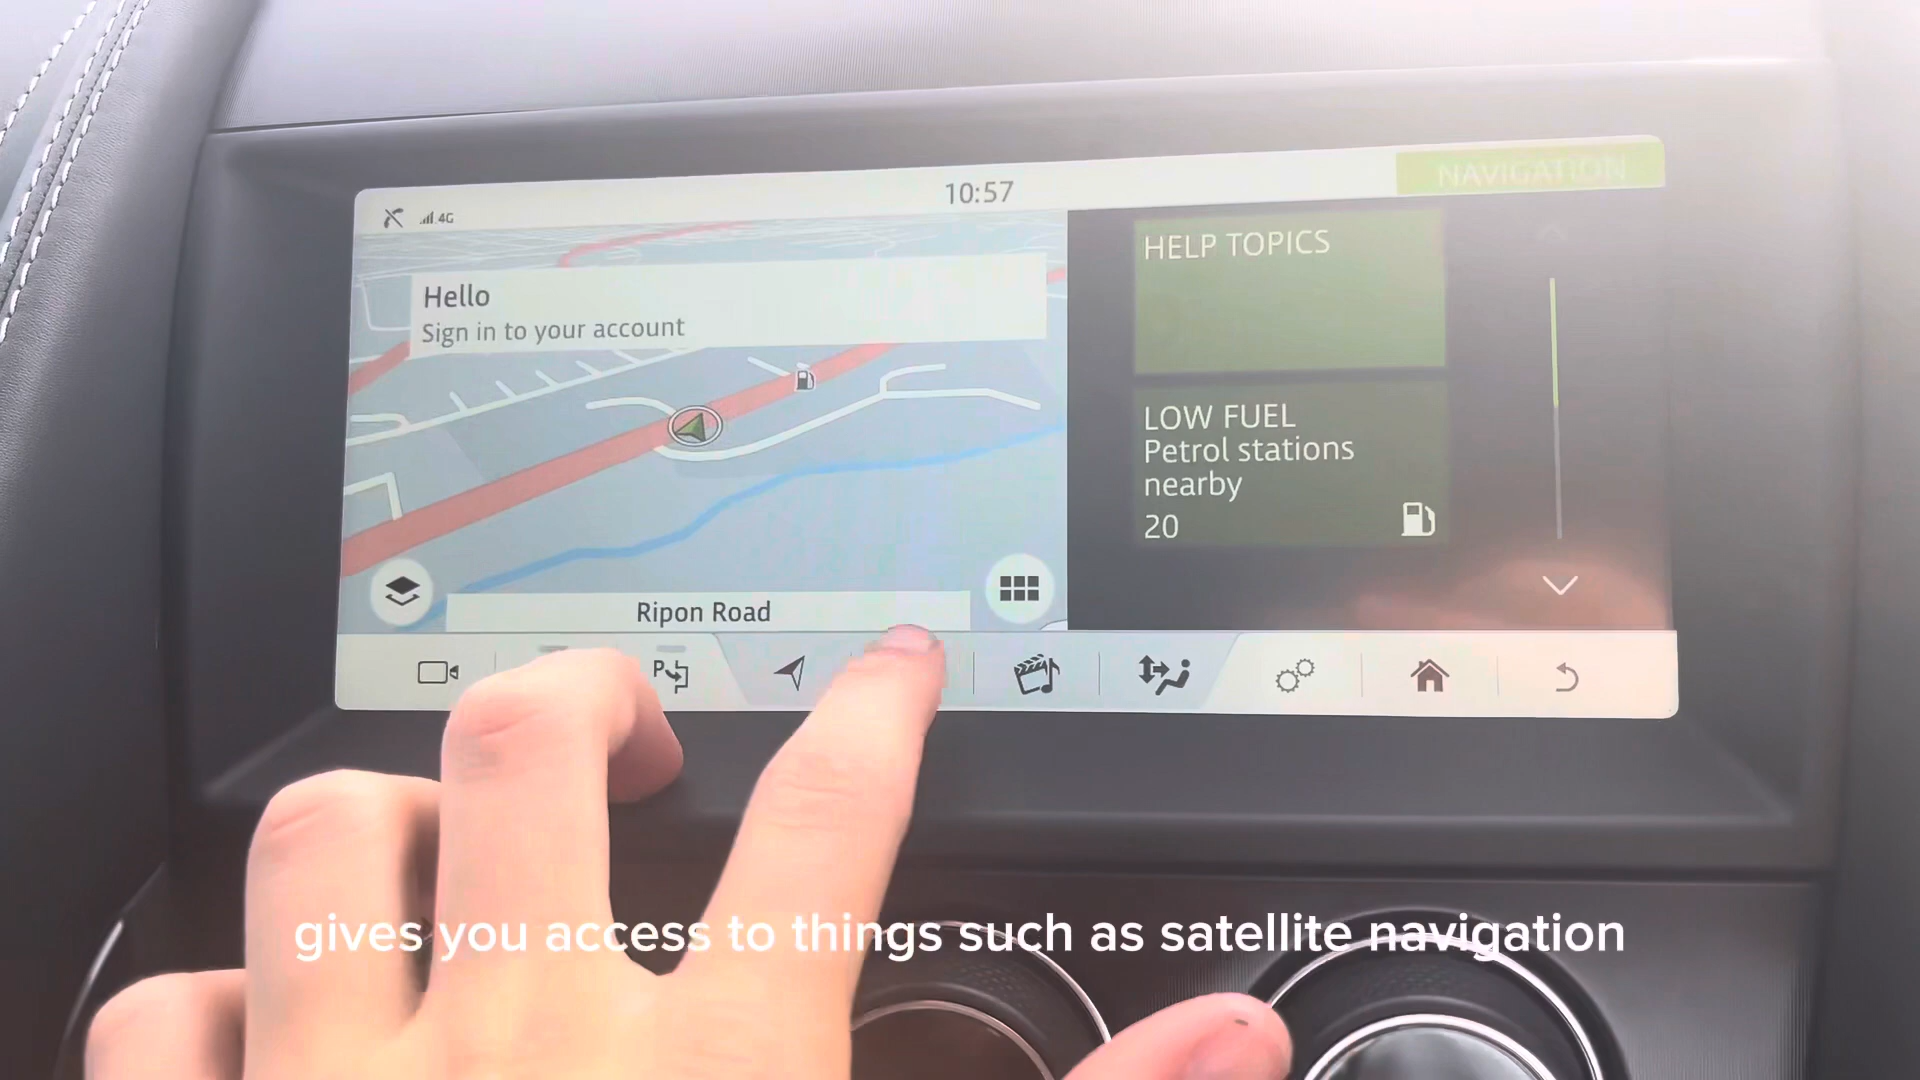 10:57
NAVIGATION
4G
Hello
Sign in to your account
HELP TOPICS
LOW FUEL
Petrol stations
nearby
20
Ripon Road
P
gives you access to things such as satellite navigation